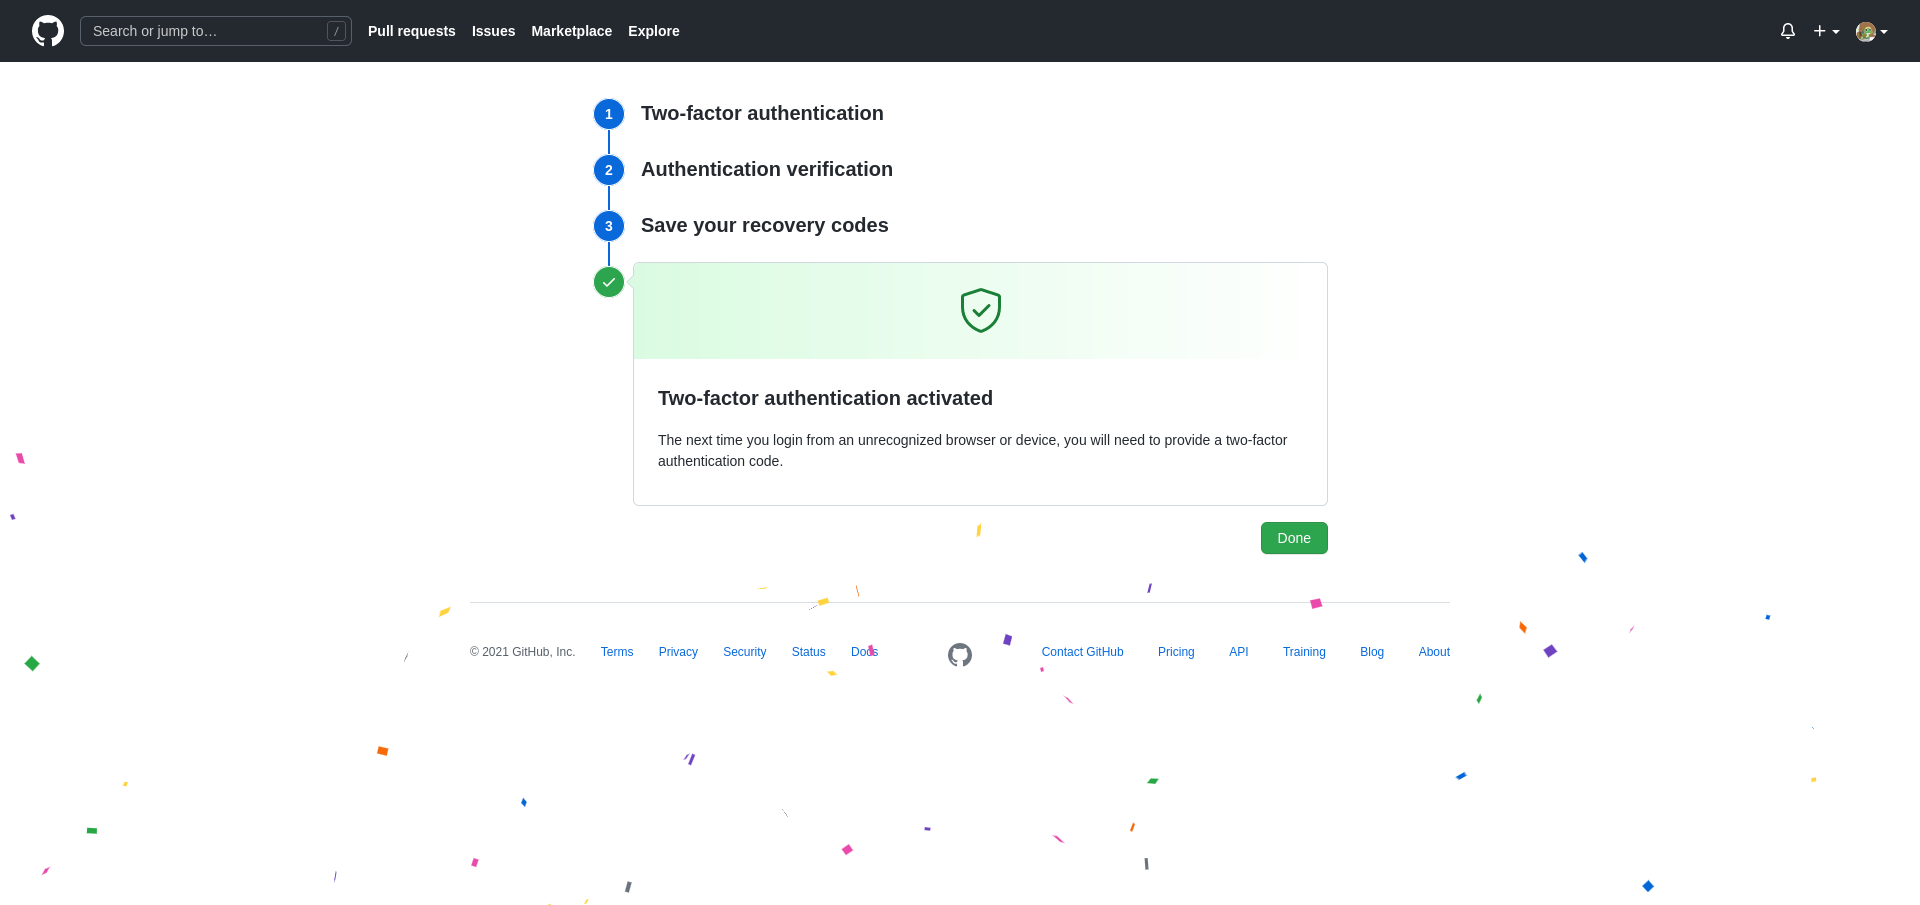 Search or jump to…
/
Pull requests
Issues
Marketplace
Explore
1
Two-factor authentication
2
Authentication verification
3
Save your recovery codes
Two-factor authentication activated
The next time you login from an unrecognized browser or device, you will need to provide a two-factor
authentication code.
Done
© 2021 GitHub, Inc.
Terms
Privacy
Security
Status
Docs
Contact GitHub
Pricing
API
Training
Blog
About